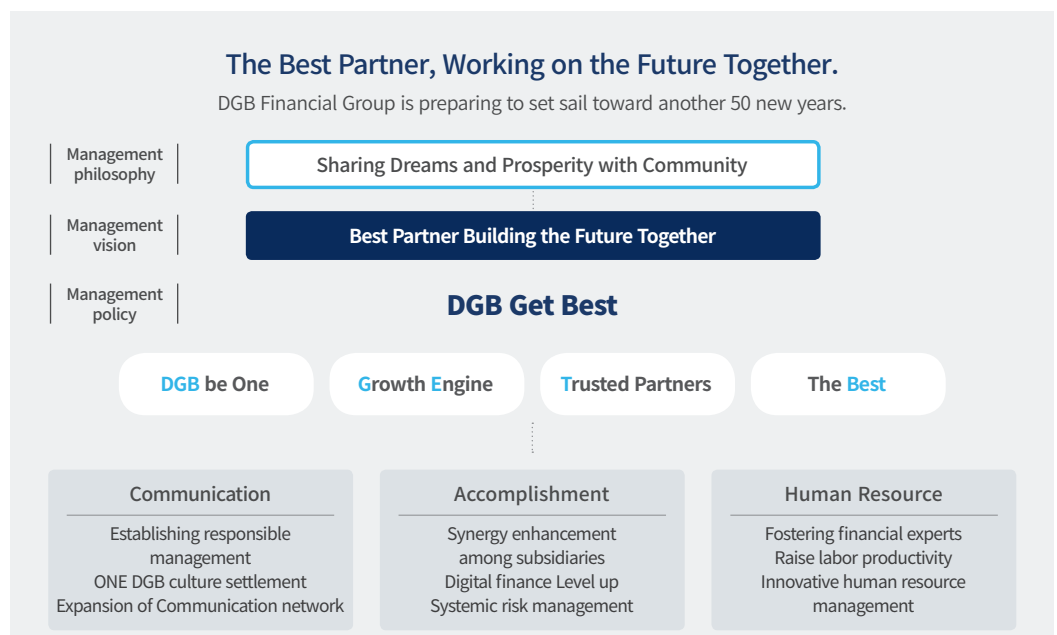 The Best Partner, Working on the Future Together.
DGB Financial Group is preparing to set sail toward another 50 new years.
Management
philosophy
Sharing Dreams and Prosperity with Community
Management
vision
Best Partner Building the Future Together
Management
policy
DGB Get Best
DGB be One
Growth Engine
Trusted Partners
The Best
Communication
Establishing responsible
management
ONE DGB culture settlement
Expansion of Communication network
Accomplishment
Synergy enhancement
among subsidiaries
Digital finance Level up
Systemic risk management
Human Resource
Fostering financial experts
Raise labor productivity
Innovative human resource
management